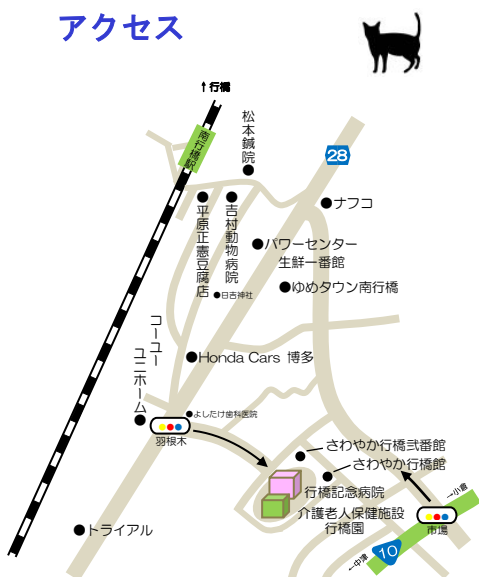 アクセス
↑行橋
南行橋駅
松本鍼院
28
ナフコ
平原正憲豆腐店
吉村動物病院
パワーセンター
生鮮一番館
ゆめタウン南行橋
日吉神社
コーユー
ユニホーム
Honda Cars 博多
よしたけ歯科医院
羽根木
さわやか行橋弐番館
さわやか行橋館
行橋記念病院
介護老人保健施設
行橋園
→小倉
市場
10
←中津
トライアル